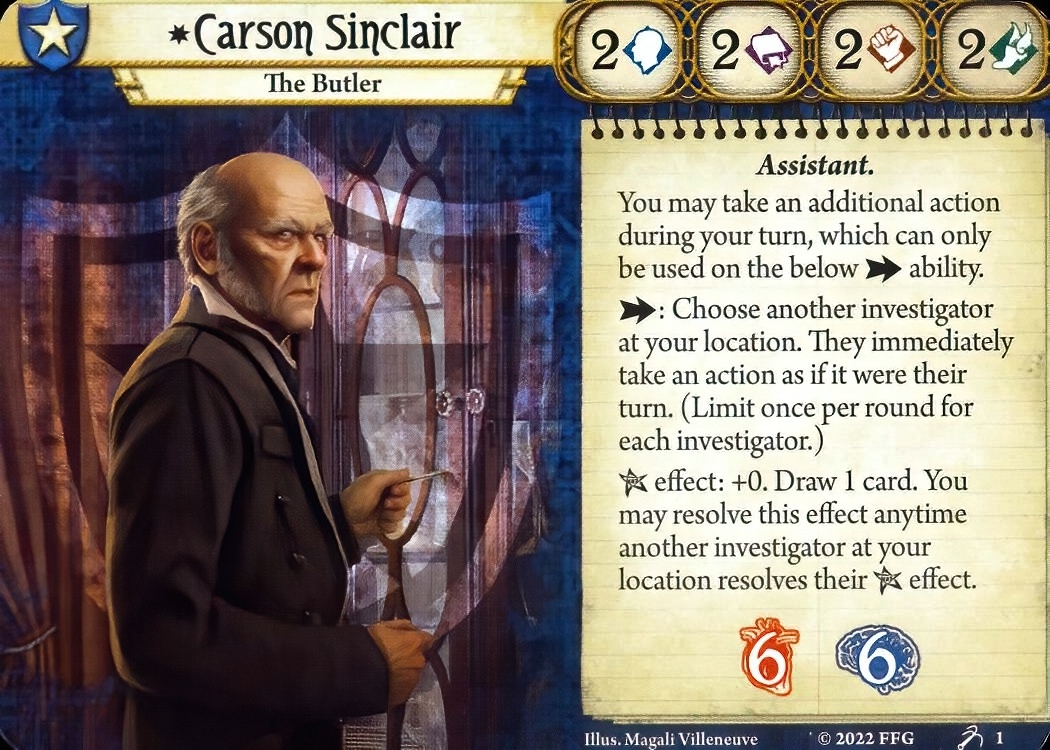 Carson Sinclair
The Butler
2 2 2 2
Assistant.
You may take an additional action
during your turn, which can only
be used on the below ability.
: Choose another investigator
at your location. They immediately
take an action as if it were their
turn. (Limit once per round for
each investigator.)
effect: +0. Draw 1 card. You
may resolve this effect anytime
another investigator at your
location resolves their effect.
6 6
Illus. Magali Villeneuve © 2022 FFG 1